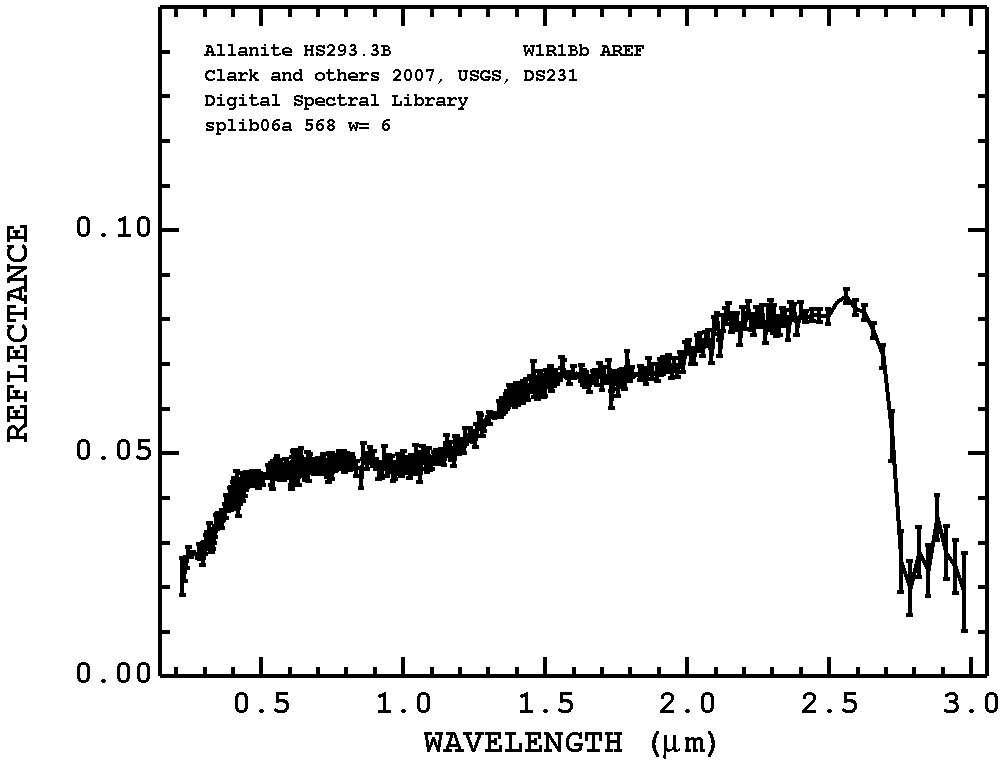 Allanite HS293.3B W1R1Bb AREF
Clark and others 2007, USGS, DS231
Digital Spectral Library
splib06a 568 w= 6
REFLECTANCE
0.10
0.05
0.00
0.5 1.0 1.5 2.0 2.5 3.0
WAVELENGTH (μm)